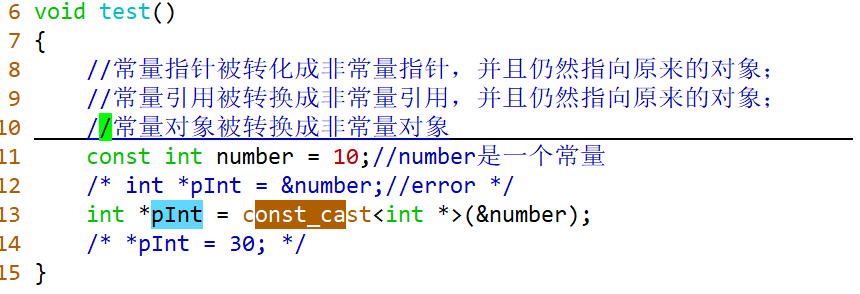 6 void test()
7 {
8 //常量指针被转化成非常量指针，并且仍然指向原来的对象；
9 //常量引用被转换成非常量引用，并且仍然指向原来的对象；
10 //常量对象被转换成非常量对象
11 const int number = 10;//number是一个常量
12 /* int *pInt = &number;//error */
13 int *pInt = const_cast<int *>(&number);
14 /* *pInt = 30; */
15 }